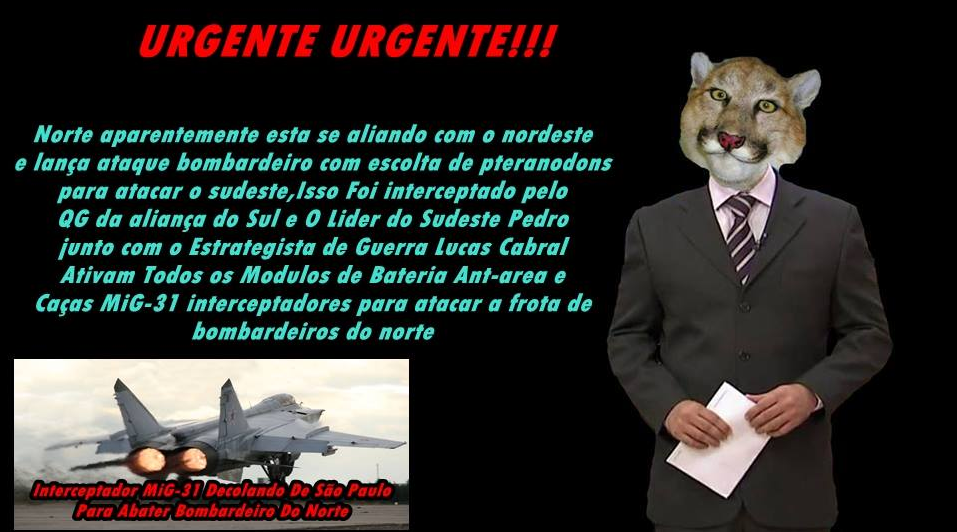 URGENTE URGENTE!!!
Norte aparentemente esta se aliando com o nordeste
e lança ataque bombardeiro com escolta de pteranodons
para atacar o sudeste,Isso Foi interceptado pelo
QG da aliança do Sul e O Lider do Sudeste Pedro
junto com o Estrategista de Guerra Lucas Cabral
Ativam Todos os Modulos de Bateria Ant-area e
Caças MiG-31 interceptadores para atacar a frota de
bombardeiros do norte
Interceptador MiG-31 Decolando De São Paulo
Para Abater Bombardeiro Do Norte